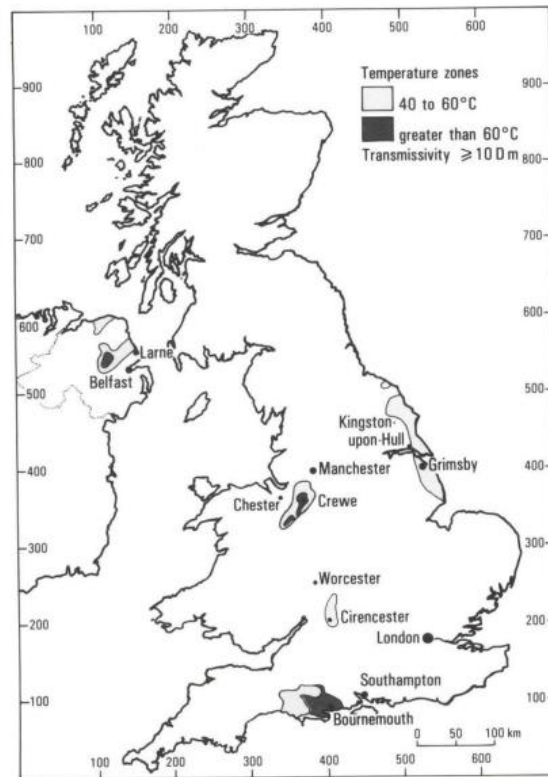 100 200 300 400 500 600
900
800
700
600
500
400
300
200
100
900
800
700
600
500
400
300
200
100
Temperature zones
40 to 60°C
greater than 60°C
Transmissivity ⩾10 D m
Larne
Belfast
Kingston-
upon-Hull
Grimsby
Manchester
Chester
Crewe
Worcester
Cirencester
London
Southampton
Bournemouth
0 50 100 km
100 200 300 400 500 600